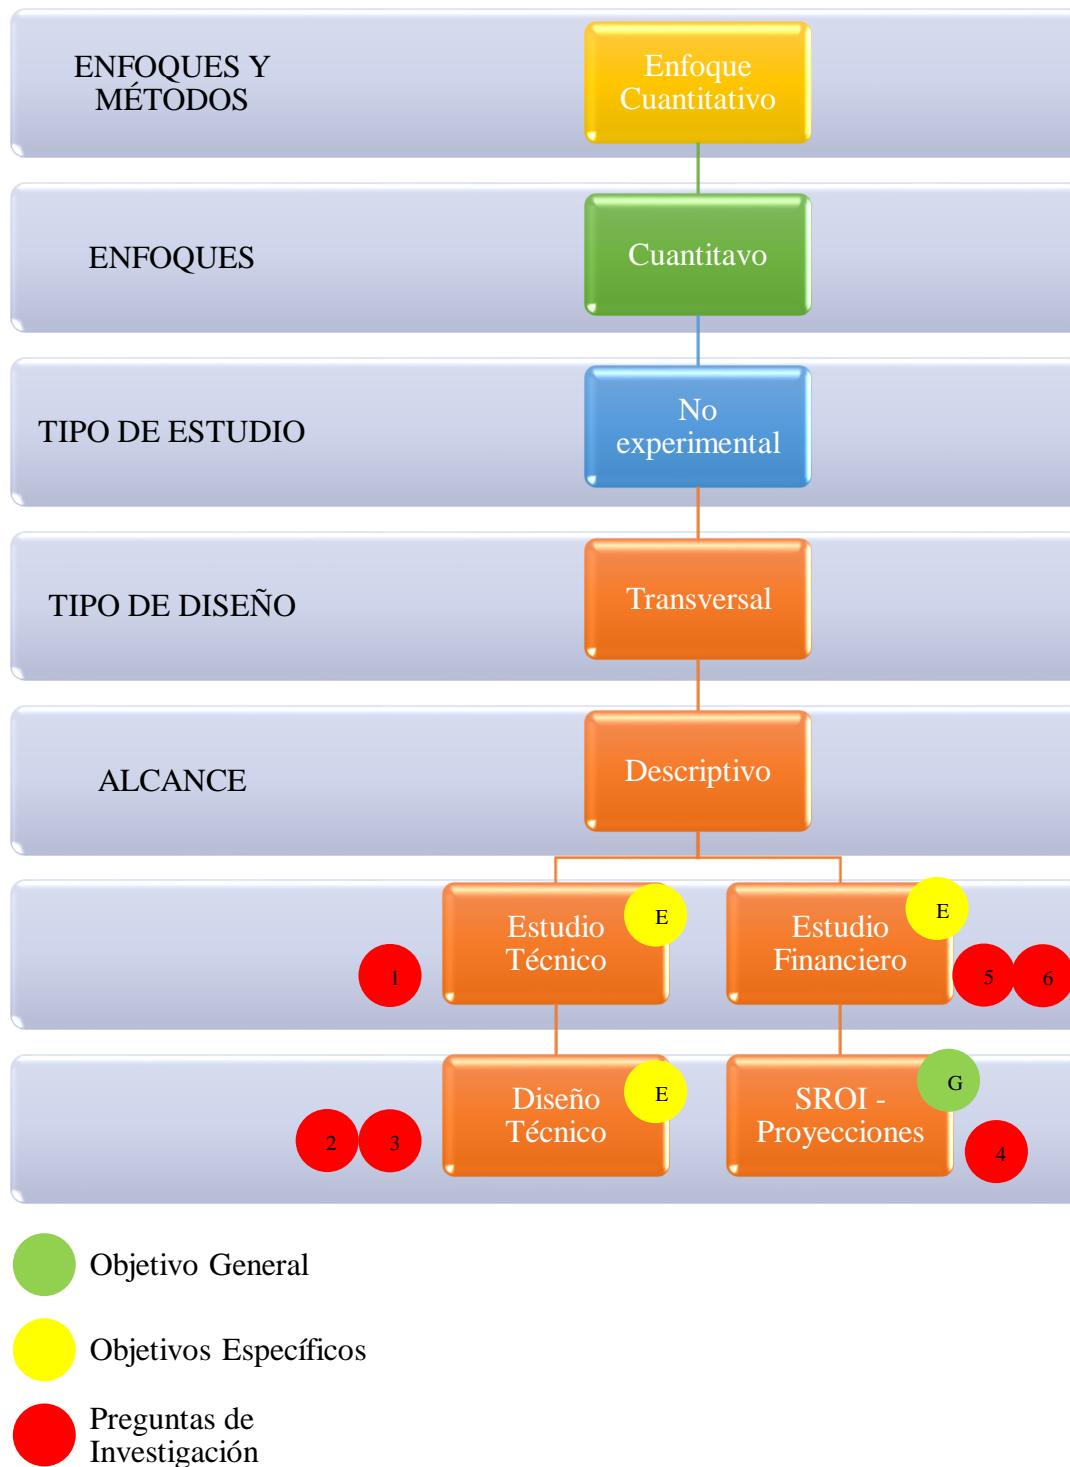 ENFOQUES Y
MÉTODOS
Enfoque
Cuantitativo
ENFOQUES
Cuantitavo
TIPO DE ESTUDIO
No
experimental
TIPO DE DISEÑO
Transversal
ALCANCE
Descriptivo
1
Estudio
Técnico
E
Estudio
Financiero
E
5
6
2
3
Diseño
Técnico
E
SROI -
Proyecciones
G
4
Objetivo General
Objetivos Específicos
Preguntas de
Investigación